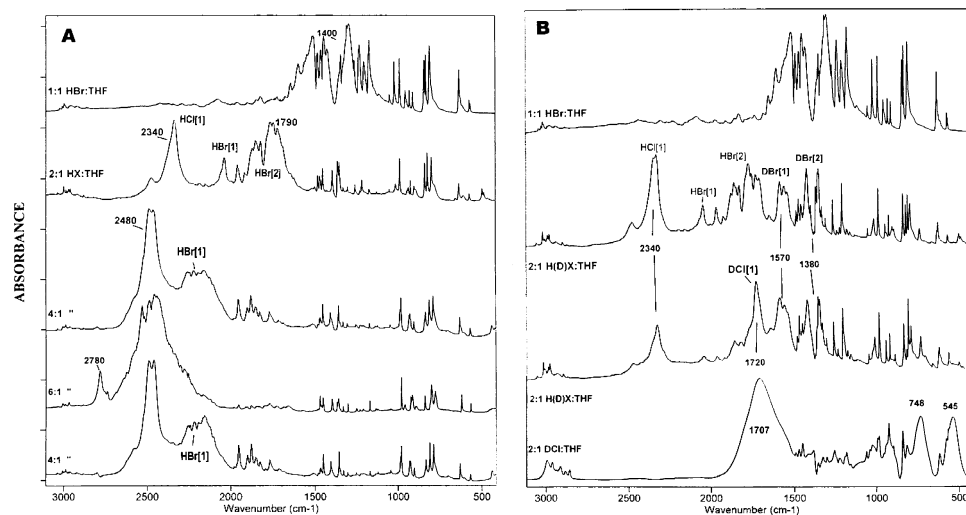 A
1400
1:1 HBr:THF
HCl[1]
2340
1790
HBr[1]
HBr[2]
2:1 HX:THF
2480
HBr[1]
4:1 "
2780
6:1 "
4:1 "
HBr[1]
ABSORBANCE
3000 2500 2000 1500 1000 500
Wavenumber (cm-1)
B
1:1 HBr:THF
HCl[1]
HBr[2]
DBr[2]
DBr[1]
HBr[1]
2340
1570
1380
2:1 H(D)X:THF
DCl[1]
1720
2:1 H(D)X:THF
748
545
1707
2:1 DCl:THF
3000 2000 1500 1000 500
Wavenumber (cm-1)